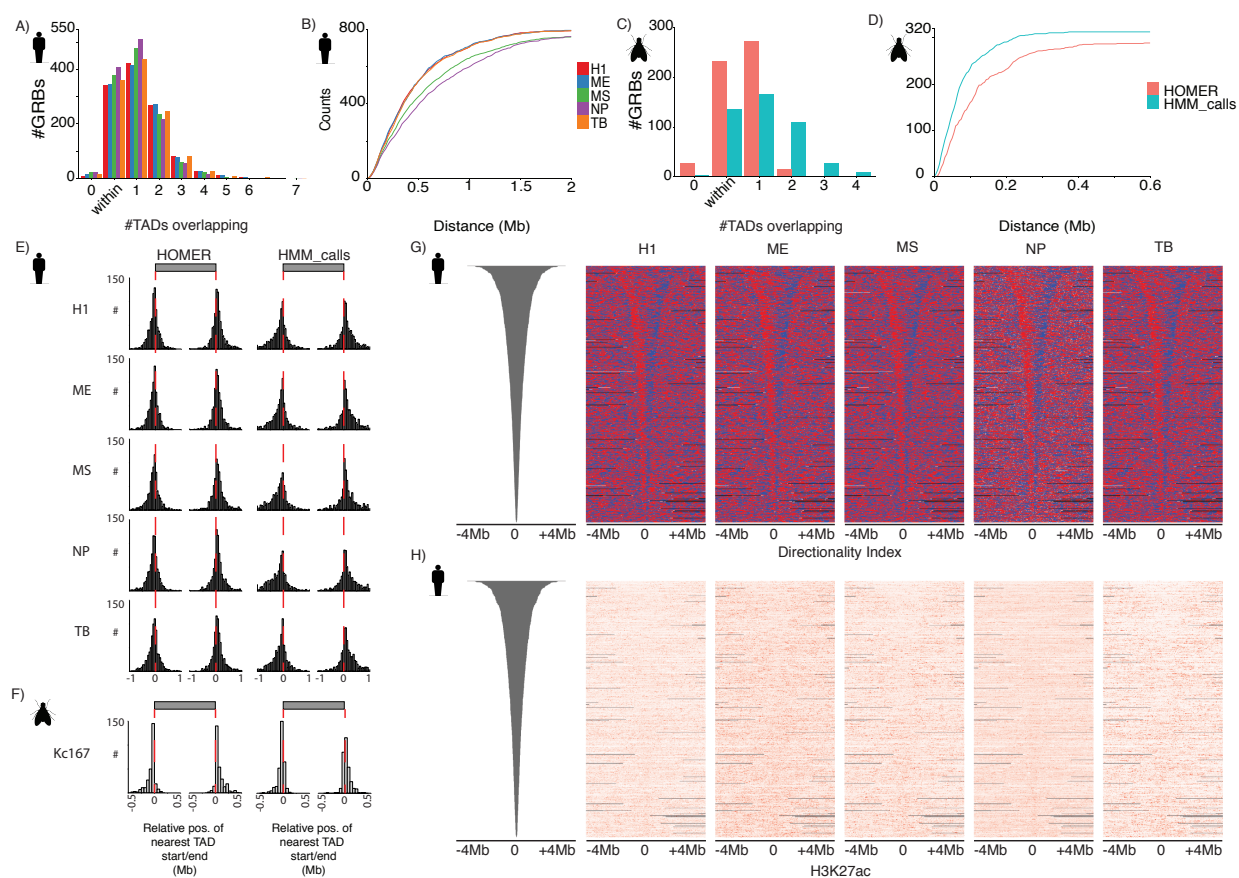 A)
550
400
200
0
#GRBs
0
within
1
2
3
4
5
6
7
#TADs overlapping
B)
800
400
0
Counts
0
0.5
1
1.5
2
Distance (Mb)
H1
ME
MS
NP
TB
C)
300
200
100
0
#GRBs
0
within
1
2
3
4
#TADs overlapping
D)
320
200
100
0
0
0.2
0.4
0.6
Distance (Mb)
HOMER
HMM_calls
E)
HOMER
HMM_calls
150
H1
#
150
ME
#
150
MS
#
150
NP
#
150
TB
#
-1 0 1 -1 0 1 -1 0 1 -1 0 1
F)
150
Kc167
#
-0.5 0 0.5 -0.5 0 0.5 -0.5 0 0.5 -0.5 0 0.5
Relative pos. of
nearest TAD
start/end
(Mb)
Relative pos. of
nearest TAD
start/end
(Mb)
G)
H1
ME
MS
NP
TB
-4Mb 0 +4Mb -4Mb 0 +4Mb -4Mb 0 +4Mb -4Mb 0 +4Mb -4Mb 0 +4Mb -4Mb 0 +4Mb
Directionality Index
H)
-4Mb 0 +4Mb -4Mb 0 +4Mb -4Mb 0 +4Mb -4Mb 0 +4Mb -4Mb 0 +4Mb -4Mb 0 +4Mb
H3K27ac